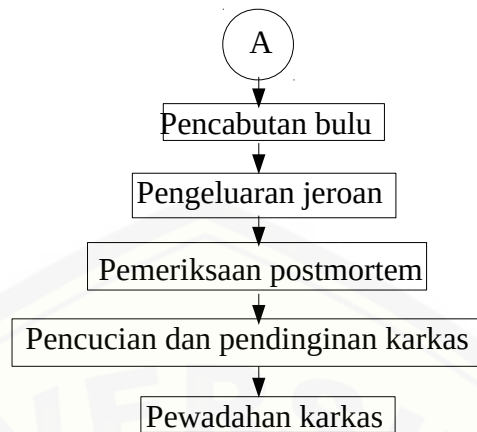 A
Pencabutan bulu
Pengeluaran jeroan
Pemeriksaan postmortem
Pencucian dan pendinginan karkas
Pewadahan karkas